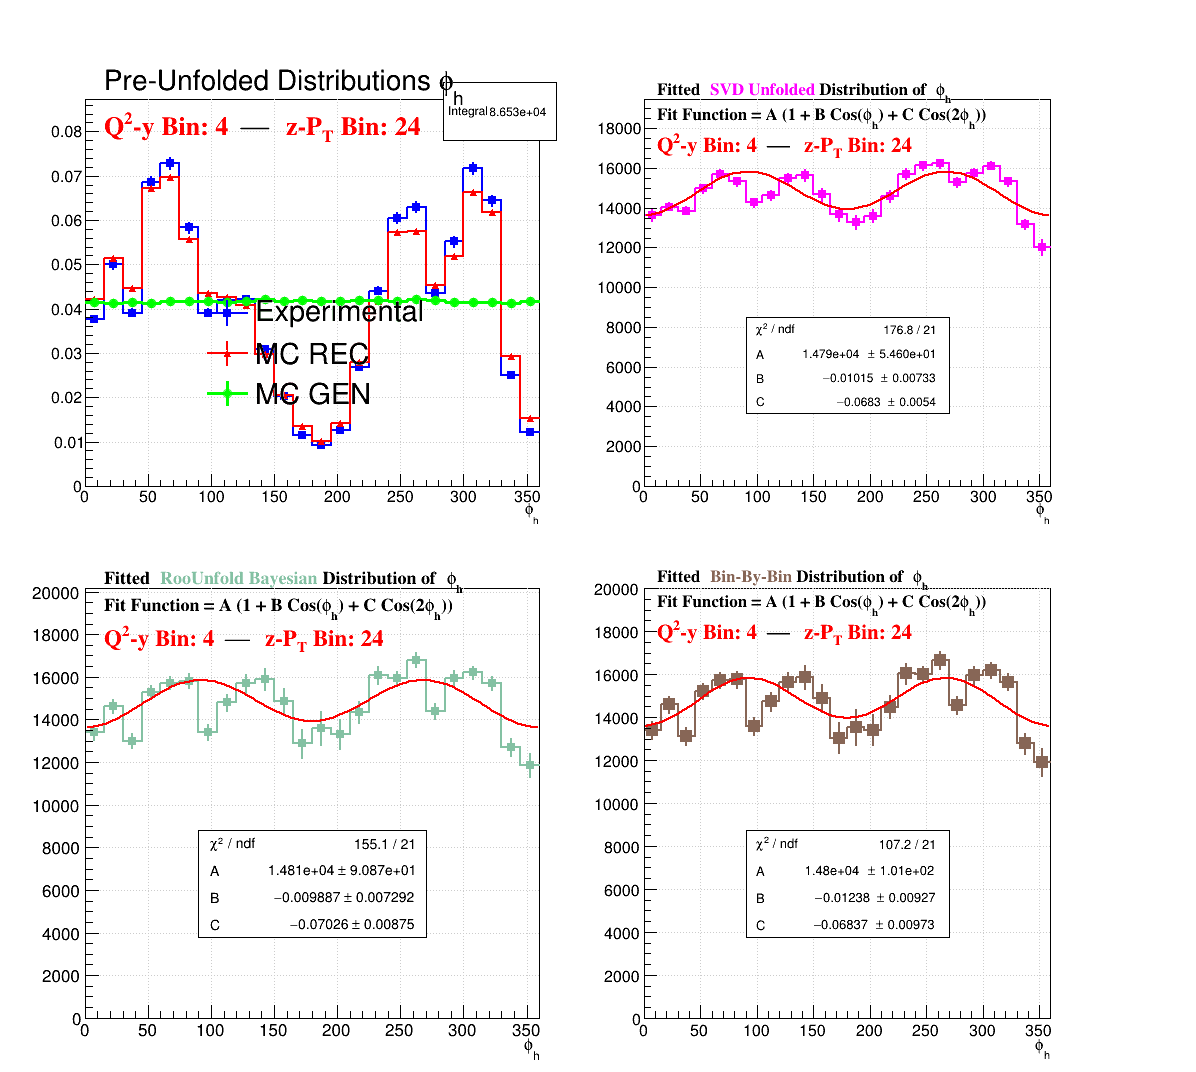 Pre-Unfolded Distributions ϕh
Integral 8.653e+04
Q²-y Bin: 4 — z-PT Bin: 24
0.08
0.07
0.06
0.05
0.04
0.03
0.02
0.01
0
Experimental
MC REC
MC GEN
0 50 100 150 200 250 300 350
ϕh
Fitted SVD Unfolded Distribution of ϕh
Fit Function = A (1 + B Cos(ϕh) + C Cos(2ϕh))
Q²-y Bin: 4 — z-PT Bin: 24
18000
16000
14000
12000
10000
8000
6000
4000
2000
0
χ² / ndf 176.8 / 21
A 1.479e+04 ± 5.460e+01
B −0.01015 ± 0.00733
C −0.0683 ± 0.0054
0 50 100 150 200 250 300 350
ϕh
Fitted RooUnfold Bayesian Distribution of ϕh
Fit Function = A (1 + B Cos(ϕh) + C Cos(2ϕh))
Q²-y Bin: 4 — z-PT Bin: 24
20000
18000
16000
14000
12000
10000
8000
6000
4000
2000
0
χ² / ndf 155.1 / 21
A 1.481e+04 ± 9.087e+01
B −0.009887 ± 0.007292
C −0.07026 ± 0.00875
0 50 100 150 200 250 300 350
ϕh
Fitted Bin-By-Bin Distribution of ϕh
Fit Function = A (1 + B Cos(ϕh) + C Cos(2ϕh))
Q²-y Bin: 4 — z-PT Bin: 24
20000
18000
16000
14000
12000
10000
8000
6000
4000
2000
0
χ² / ndf 107.2 / 21
A 1.48e+04 ± 1.01e+02
B −0.01238 ± 0.00927
C −0.06837 ± 0.00973
0 50 100 150 200 250 300 350
ϕh